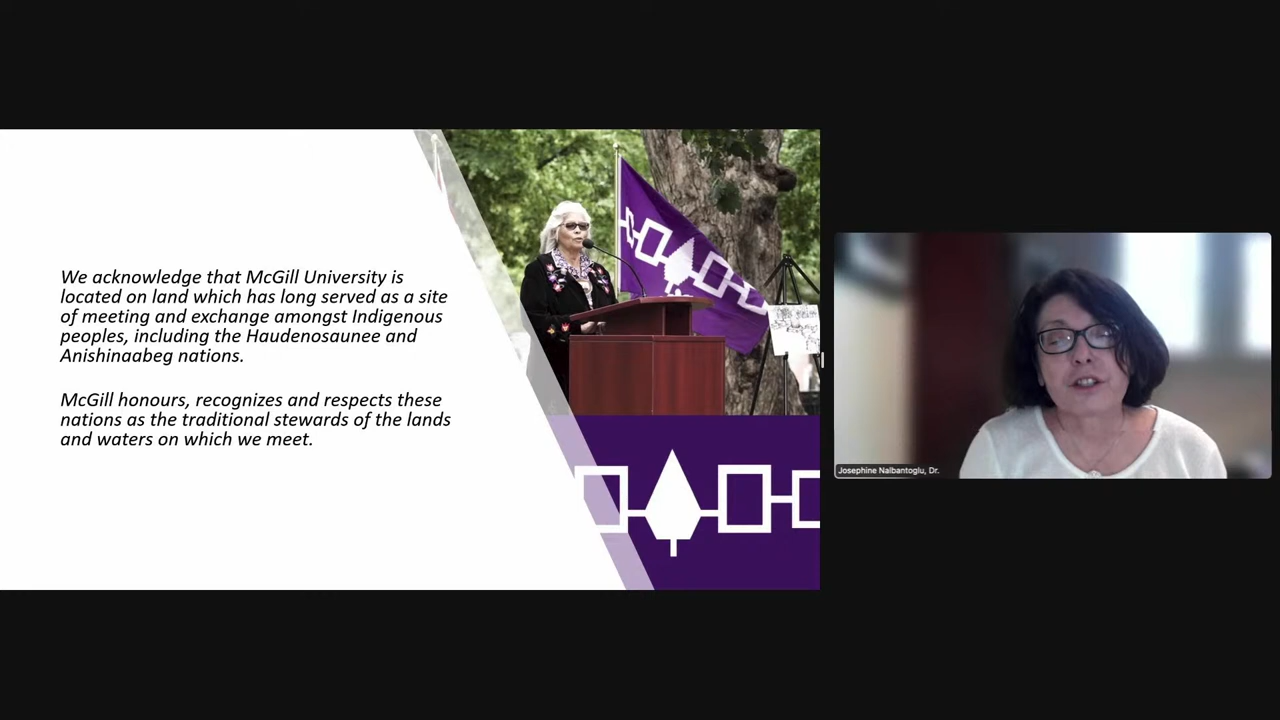 We acknowledge that McGill University is
located on land which has long served as a site
of meeting and exchange amongst Indigenous
peoples, including the Haudenosaunee and
Anishinaabeg nations.
McGill honours, recognizes and respects these
nations as the traditional stewards of the lands
and waters on which we meet.
Josephine Nalbantoglu, Dr.